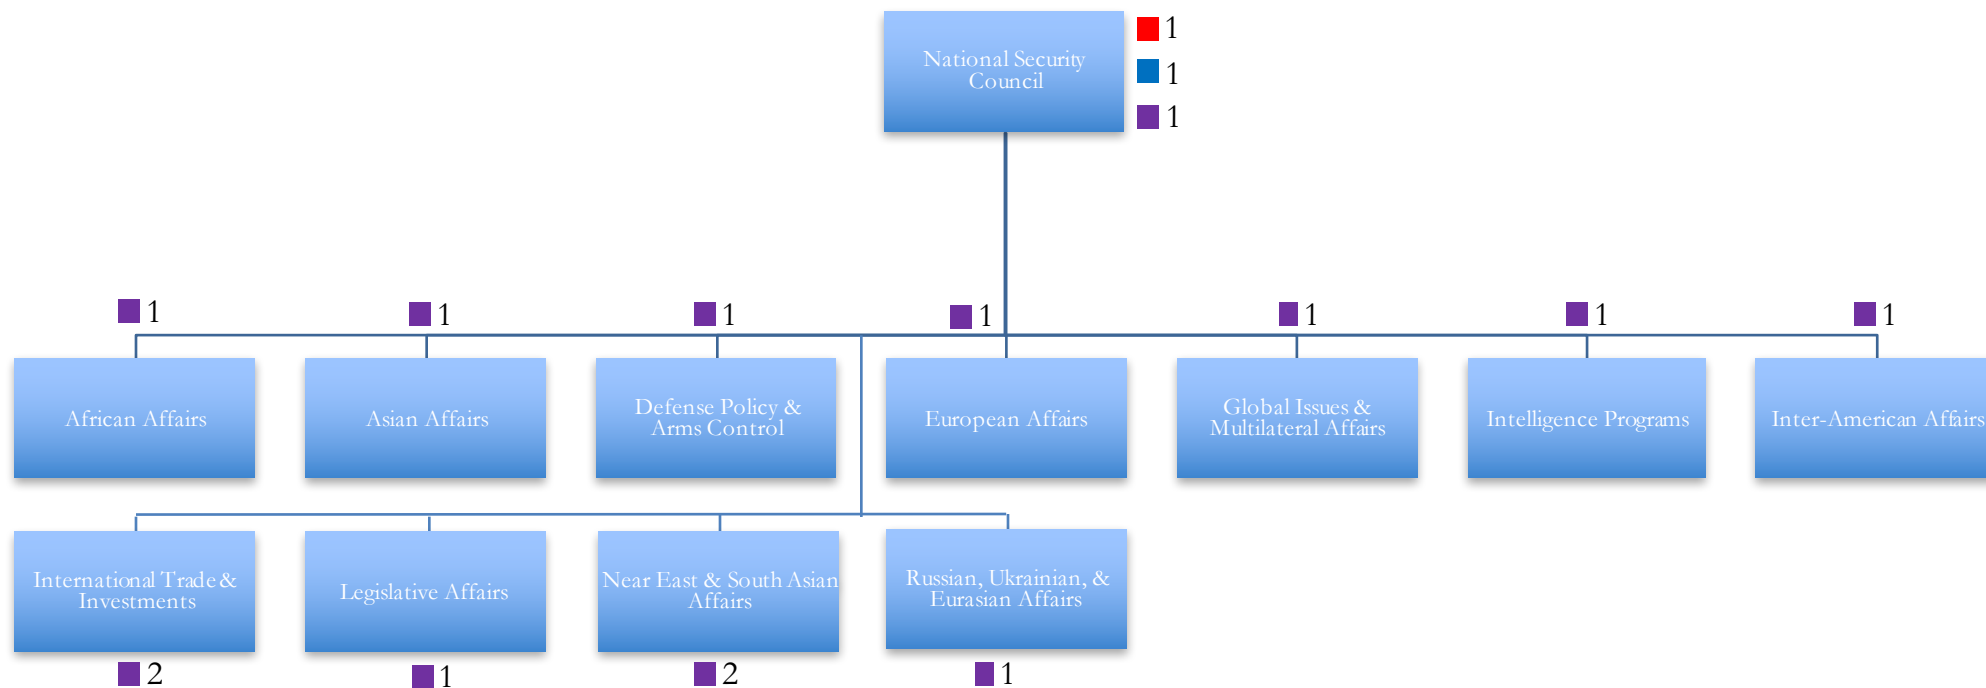 National Security
Council
1
1
1
1
1
1
1
1
1
1
African Affairs
Asian Affairs
Defense Policy &
Arms Control
European Affairs
Global Issues &
Multilateral Affairs
Intelligence Programs
Inter-American Affairs
International Trade &
Investments
Legislative Affairs
Near East & South Asian
Affairs
Russian, Ukrainian, &
Eurasian Affairs
2
1
2
1